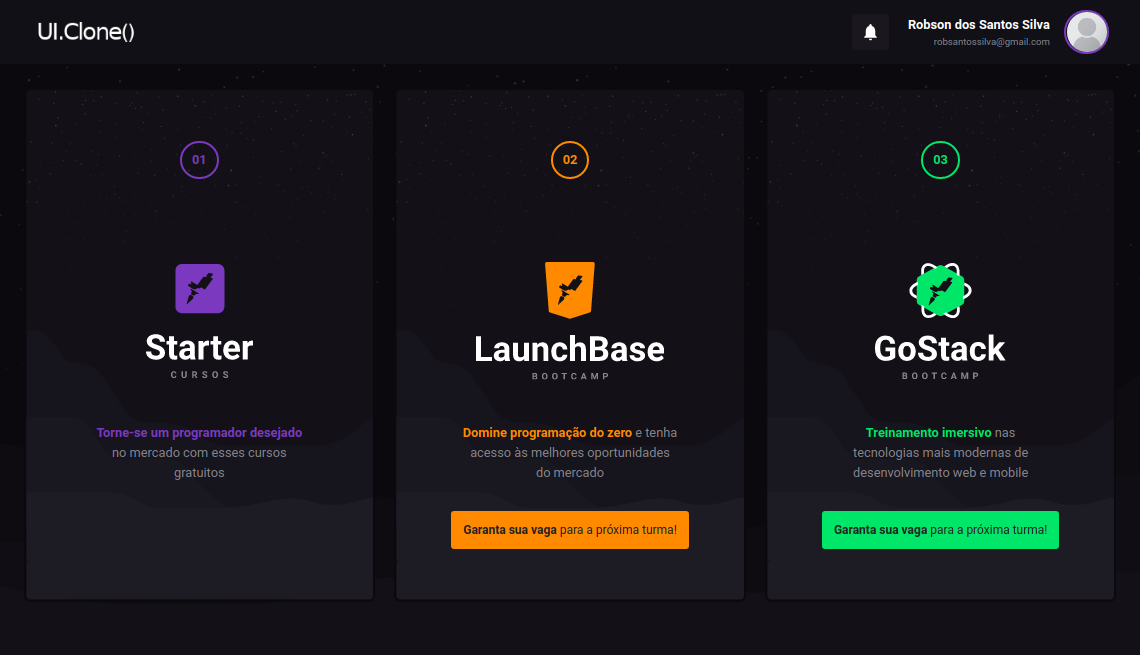 UI.Clone()
Robson dos Santos Silva
robsantossilva@gmail.com
01
Starter
CURSOS
Torne-se um programador desejado
no mercado com esses cursos
gratuitos
02
LaunchBase
BOOTCAMP
Domine programação do zero e tenha
acesso às melhores oportunidades
do mercado
Garanta sua vaga para a próxima turma!
03
GoStack
BOOTCAMP
Treinamento imersivo nas
tecnologias mais modernas de
desenvolvimento web e mobile
Garanta sua vaga para a próxima turma!